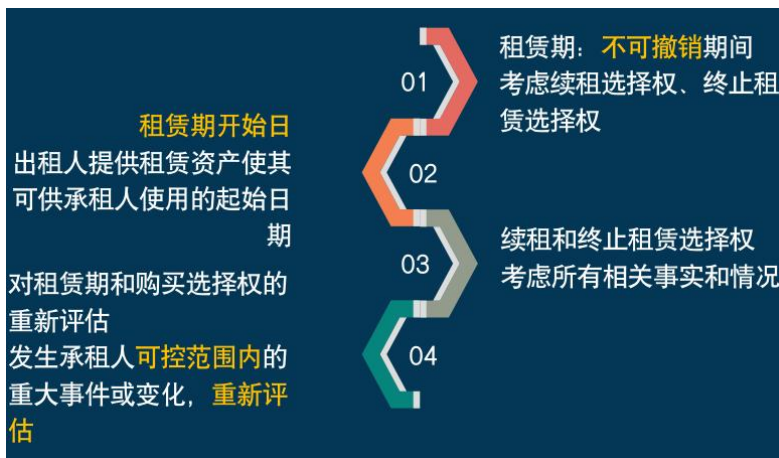 01
租赁期：不可撤销期间
考虑续租选择权、终止租
赁选择权
02
租赁期开始日
出租人提供租赁资产使其
可供承租人使用的起始日
期
03
续租和终止租赁选择权
考虑所有相关事实和情况
04
对租赁期和购买选择权的
重新评估
发生承租人可控范围内的
重大事件或变化，重新评
估